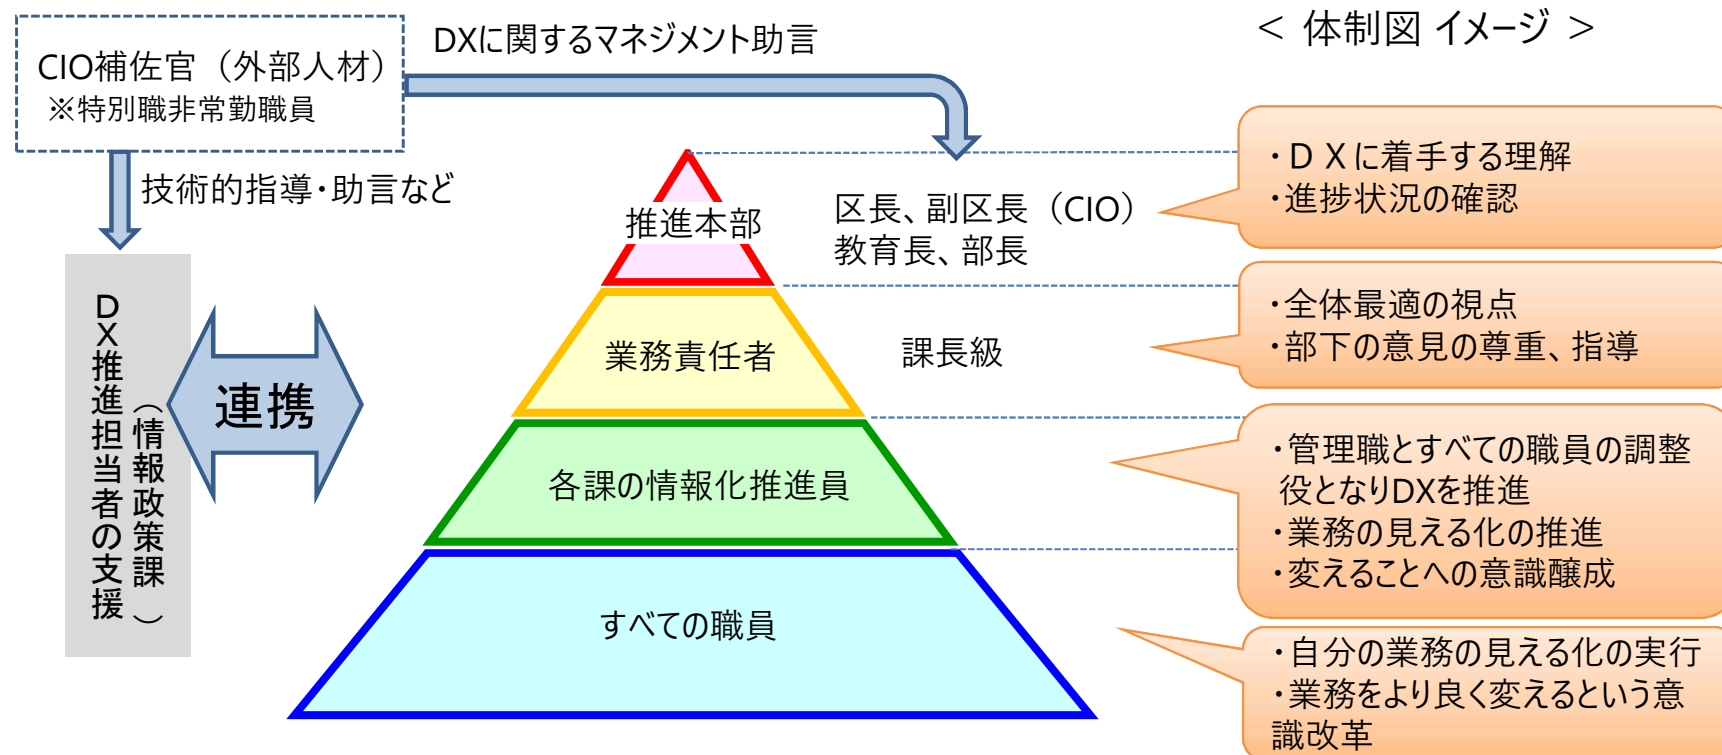 ＜ 体制図 イメージ ＞
DXに関するマネジメント助言
CIO補佐官（外部人材）
※特別職非常勤職員
技術的指導・助言など
ＤＸ推進担当者の支援
（情報政策課）
連携
推進本部
区長、副区長（CIO）
教育長、部長
・ＤＸに着手する理解
・進捗状況の確認
業務責任者
課長級
・全体最適の視点
・部下の意見の尊重、指導
各課の情報化推進員
・管理職とすべての職員の調整
役となりDXを推進
・業務の見える化の推進
・変えることへの意識醸成
すべての職員
・自分の業務の見える化の実行
・業務をより良く変えるという意
識改革